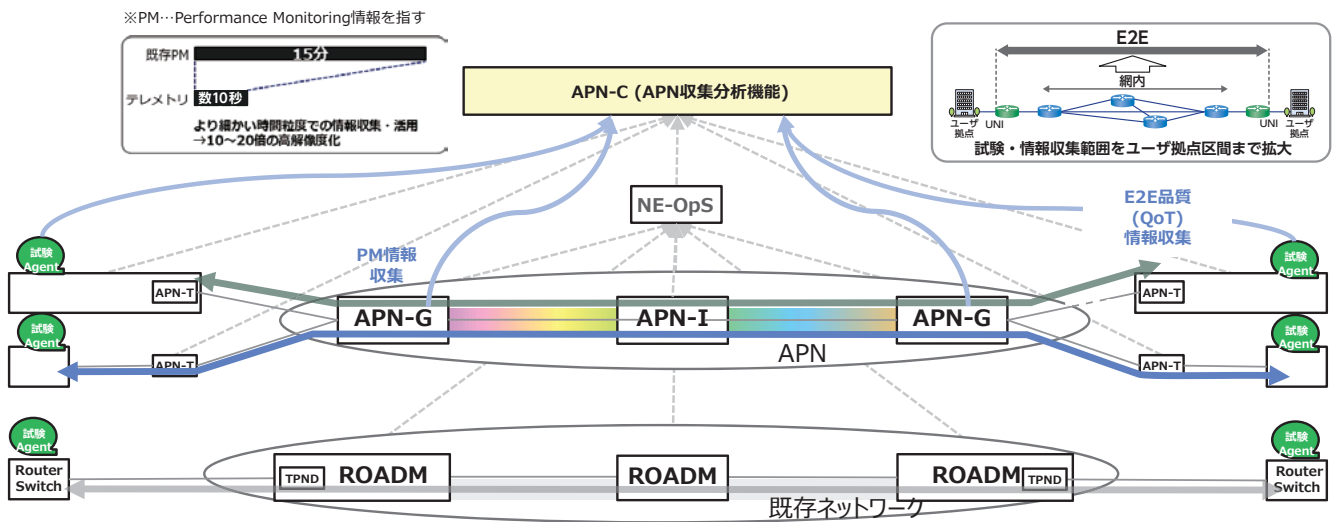 ※PM…Performance Monitoring情報を指す
既存PM
15分
テレメトリ
数10秒
より細かい時間粒度での情報収集・活用
→10～20倍の高解像度化
APN-C (APN収集分析機能)
E2E
網内
ユーザ
拠点
UNI
UNI
ユーザ
拠点
試験・情報収集範囲をユーザ拠点区間まで拡大
NE-OpS
E2E品質
(QoT)
情報収集
PM情報
収集
試験
Agent
試験
Agent
APN-T
APN-T
APN-G
APN-I
APN-G
APN
試験
Agent
試験
Agent
APN-T
APN-T
試験
Agent
試験
Agent
Router
Switch
TPND
ROADM
ROADM
ROADM
TPND
Router
Switch
既存ネットワーク